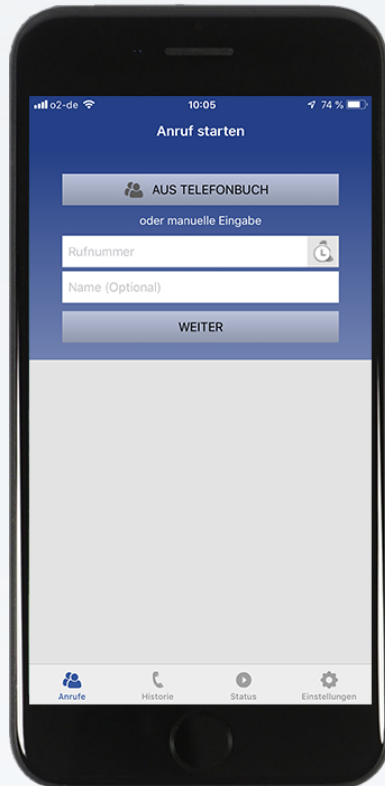 o2-de 10:05 74 %
Anruf starten
AUS TELEFONBUCH
oder manuelle Eingabe
Rufnummer
Name (Optional)
WEITER
Anrufe Historie Status Einstellungen